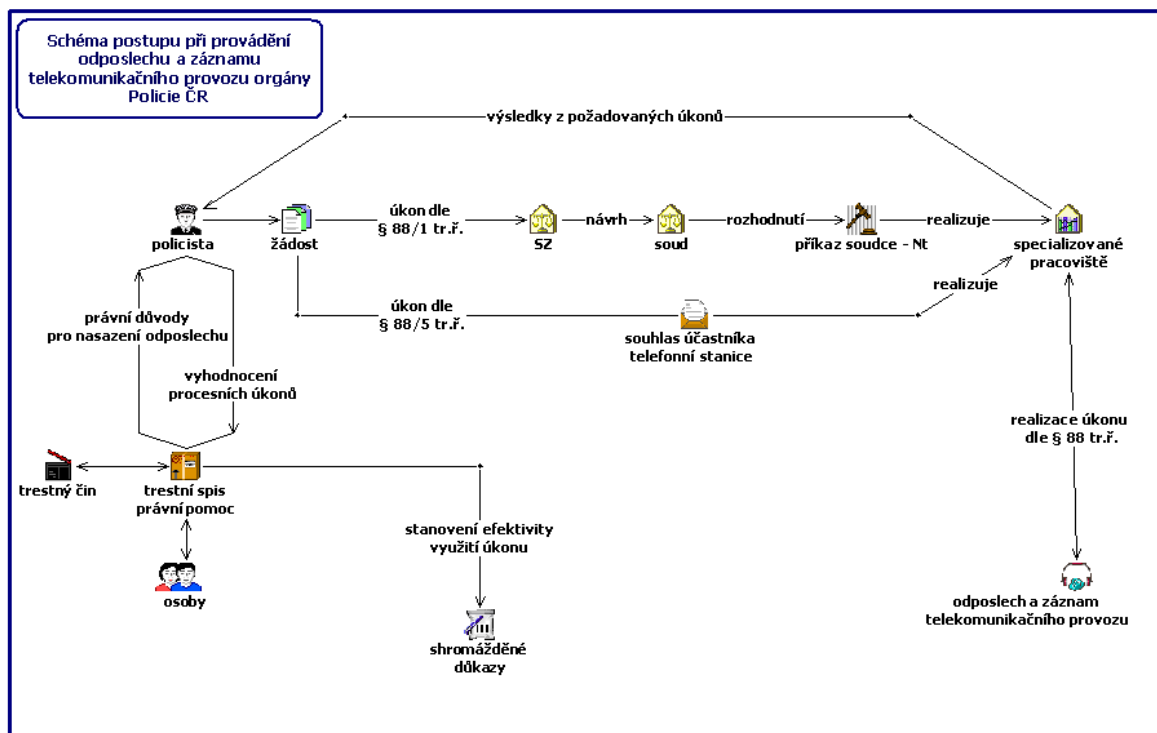 Schéma postupu při provádění
odposlechu a záznamu
telekomunikačního provozu orgány
Policie ČR
výsledky z požadovaných úkonů
policista
žádost
úkon dle
§ 88/1 tr.ř.
SZ
návrh
soud
rozhodnutí
příkaz soudce - Nt
realizuje
specializované
pracoviště
úkon dle
§ 88/5 tr.ř.
souhlas účastníka
telefonní stanice
realizuje
právní důvody
pro nasazení odposlechu
vyhodnocení
procesních úkonů
realizace úkonu
dle § 88 tr.ř.
trestný čin
trestní spis
právní pomoc
stanovení efektivity
využití úkonu
osoby
shromážděné
důkazy
odposlech a záznam
telekomunikačního provozu